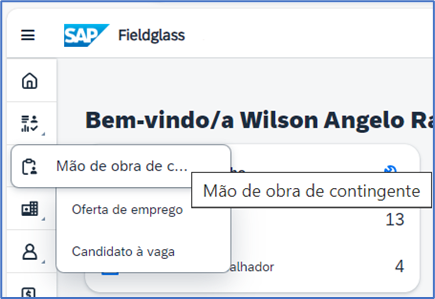 SAP Fieldglass
Bem-vindo/a Wilson Angelo Ra
Mão de obra de c...
Mão de obra de contingente
13
Oferta de emprego
Candidato à vaga
alhador 4